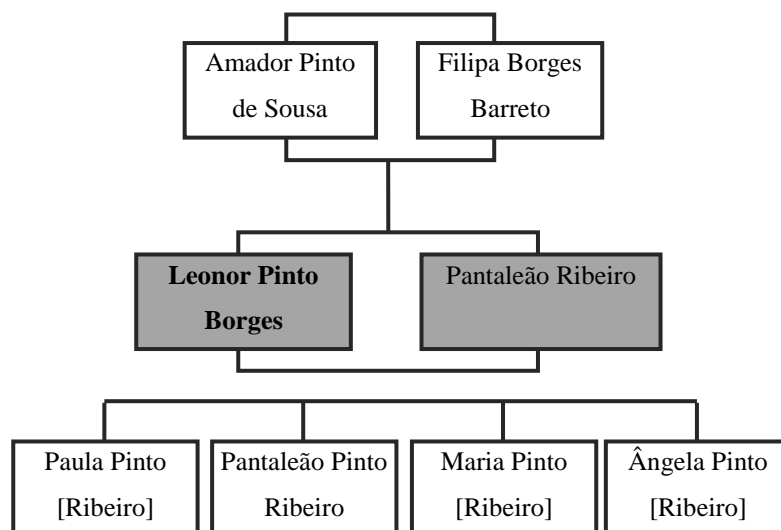 Amador Pinto
de Sousa
Filipa Borges
Barreto
Leonor Pinto
Borges
Pantaleão Ribeiro
Paula Pinto
[Ribeiro]
Pantaleão Pinto
Ribeiro
Maria Pinto
[Ribeiro]
Ângela Pinto
[Ribeiro]